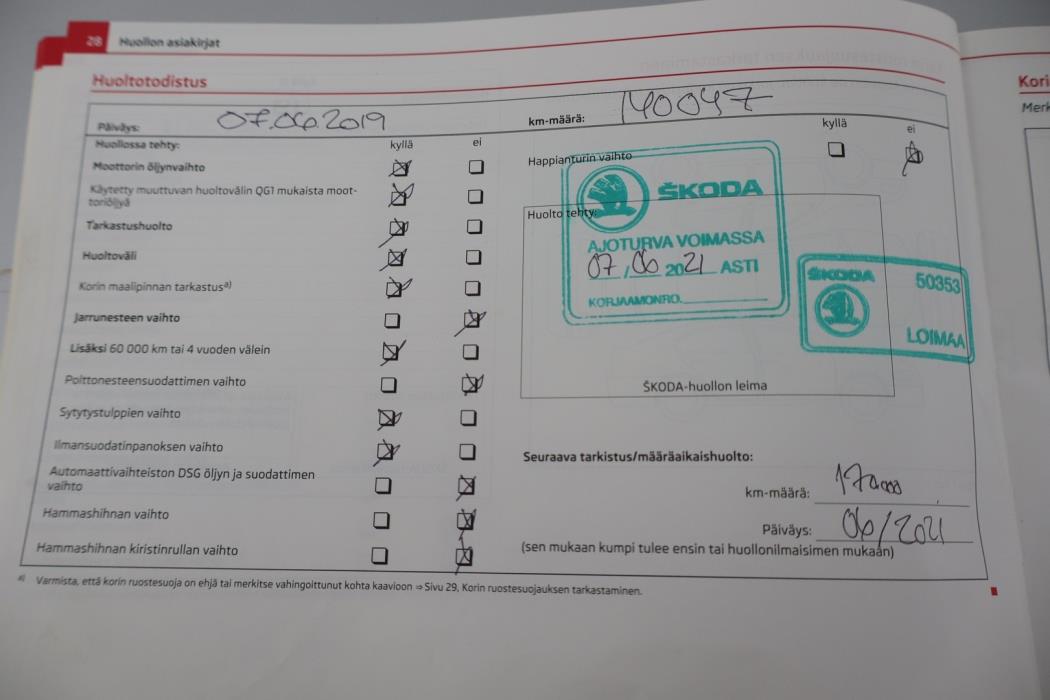 28 Huollon asiakirjat
Huoltotodistus
Päiväys: 07.06.2019
km-määrä: 140047
Huollossa tehty: kyllä ei
kyllä ei
Moottorin öljynvaihto
Happianturin vaihto
Käytetty muuttuvan huoltovälin QG1 mukaista moot-
toriöljyä
Tarkastushuolto
Huoltoväli
Korin maalipinnan tarkastus a)
Jarrunesteen vaihto
Lisäksi 60 000 km tai 4 vuoden välein
Polttonesteensuodattimen vaihto
Sytytystulppien vaihto
Ilmansuodatinpanoksen vaihto
Automaattivaihteiston DSG öljyn ja suodattimen
vaihto
Hammashihnan vaihto
Hammashihnan kiristinrullan vaihto
Huolto tehty:
ŠKODA
AJOTURVA VOIMASSA
07/06 2021 ASTI
KORJAAMONRO.
ŠKODA 50353
LOIMAA
ŠKODA-huollon leima
Seuraava tarkistus/määräaikaishuolto:
km-määrä: 170000
Päiväys: 06/2021
(sen mukaan kumpi tulee ensin tai huollonilmaisimen mukaan)
a) Varmista, että korin ruostesuoja on ehjä tai merkitse vahingoittunut kohta kaavioon ⇒ Sivu 29, Korin ruostesuojauksen tarkastaminen.
Kori
Merk